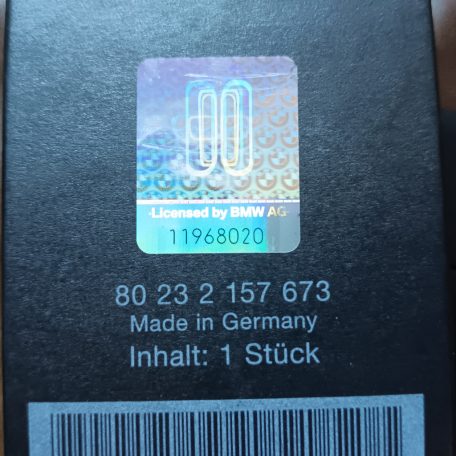 ·Licensed by BMW AG·
11968020
80 23 2 157 673
Made in Germany
Inhalt: 1 Stück